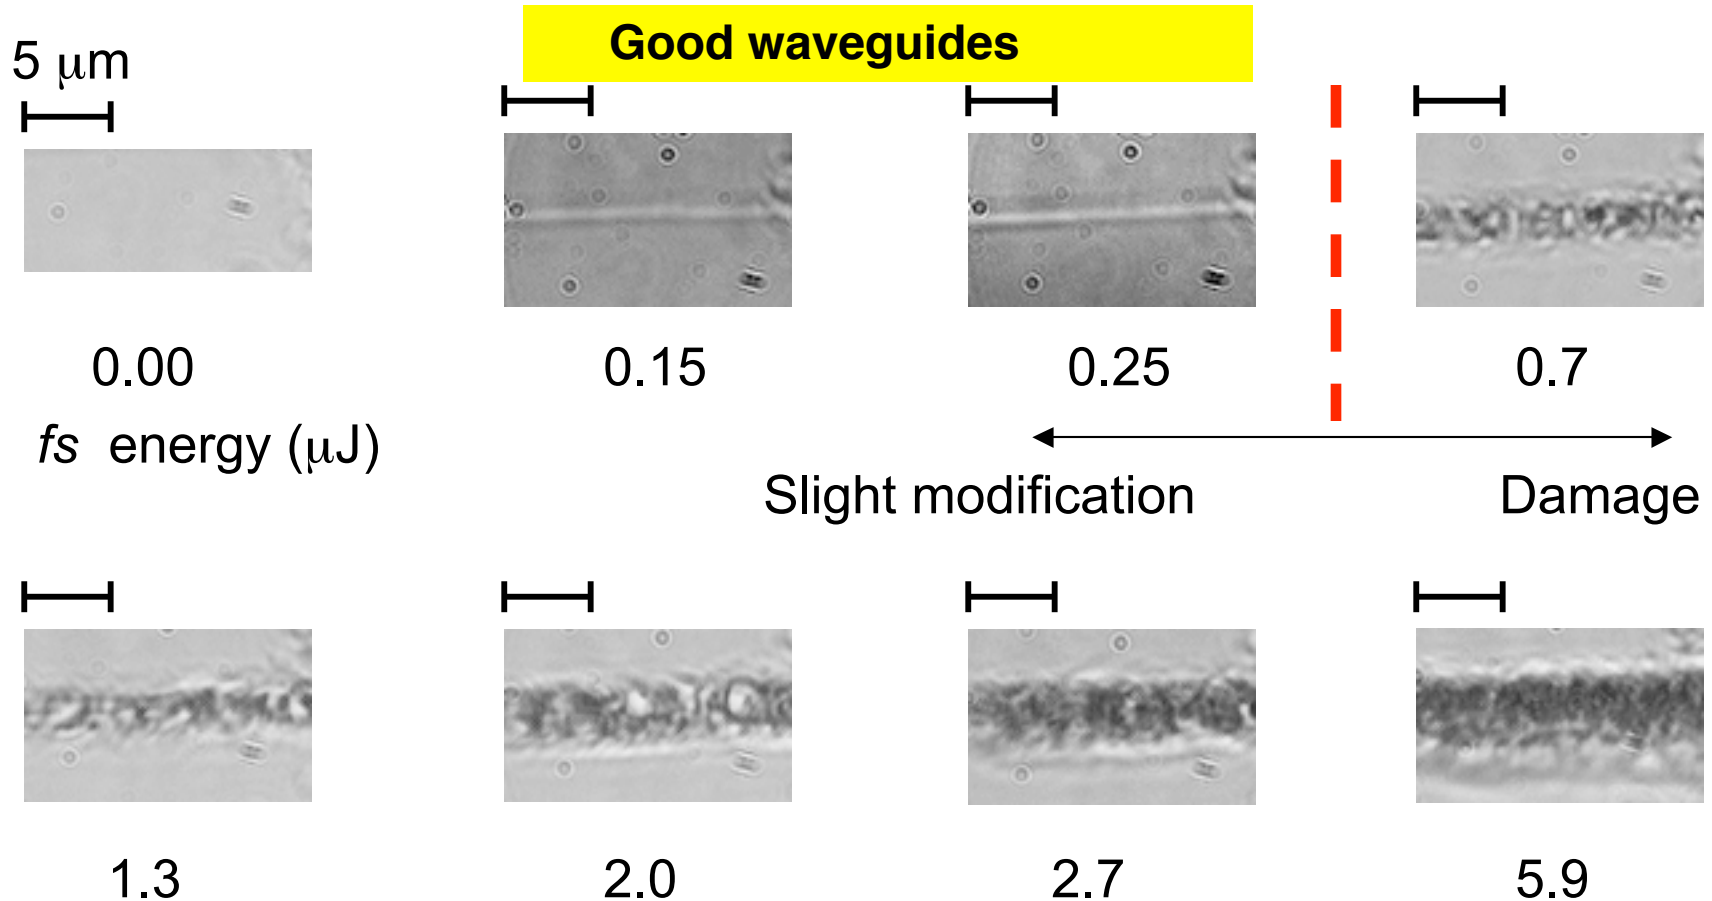 Good waveguides
5 μm
0.00
0.15
0.25
0.7
fs energy (μJ)
Slight modification
Damage
1.3
2.0
2.7
5.9